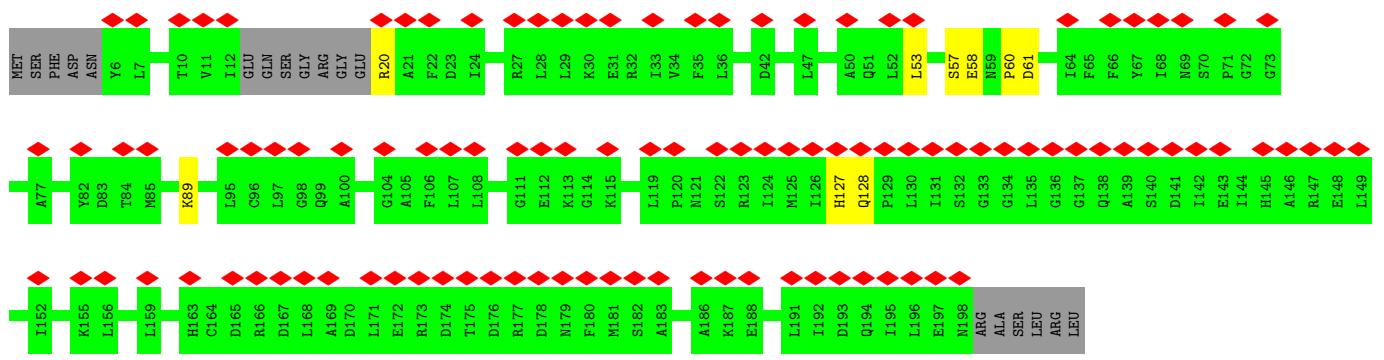 MET SER PHE ASP ASN Y6 L7 T10 V11 I12 GLU GLN SER GLY ARG GLY GLU R20 A21 F22 D23 I24 R27 L28 L29 K30 E31 R32 I33 V34 F35 L36 D42 L47 A50 Q51 L52 L53 S57 E58 N59 P60 D61 I64 F65 F66 Y67 I68 N69 S70 P71 G72 G73
A77 Y82 D83 T84 M85 K89 L95 C96 L97 G98 Q99 A100 G104 A105 F106 L107 L108 G111 E112 K113 G114 K115 L119 P120 N121 S122 R123 I124 M125 I126 H127 Q128 P129 L130 I131 S132 G133 G134 L135 G136 G137 Q138 A139 S140 D141 I142 E143 I144 H145 A146 R147 E148 L149
I152 K155 L156 L159 H163 C164 D165 R166 D167 L168 A169 D170 L171 E172 R173 D174 T175 D176 R177 D178 N179 F180 M181 S182 A183 A186 K187 E188 L191 I192 D193 Q194 I195 L196 E197 N198 ARG ALA SER LEU ARG LEU